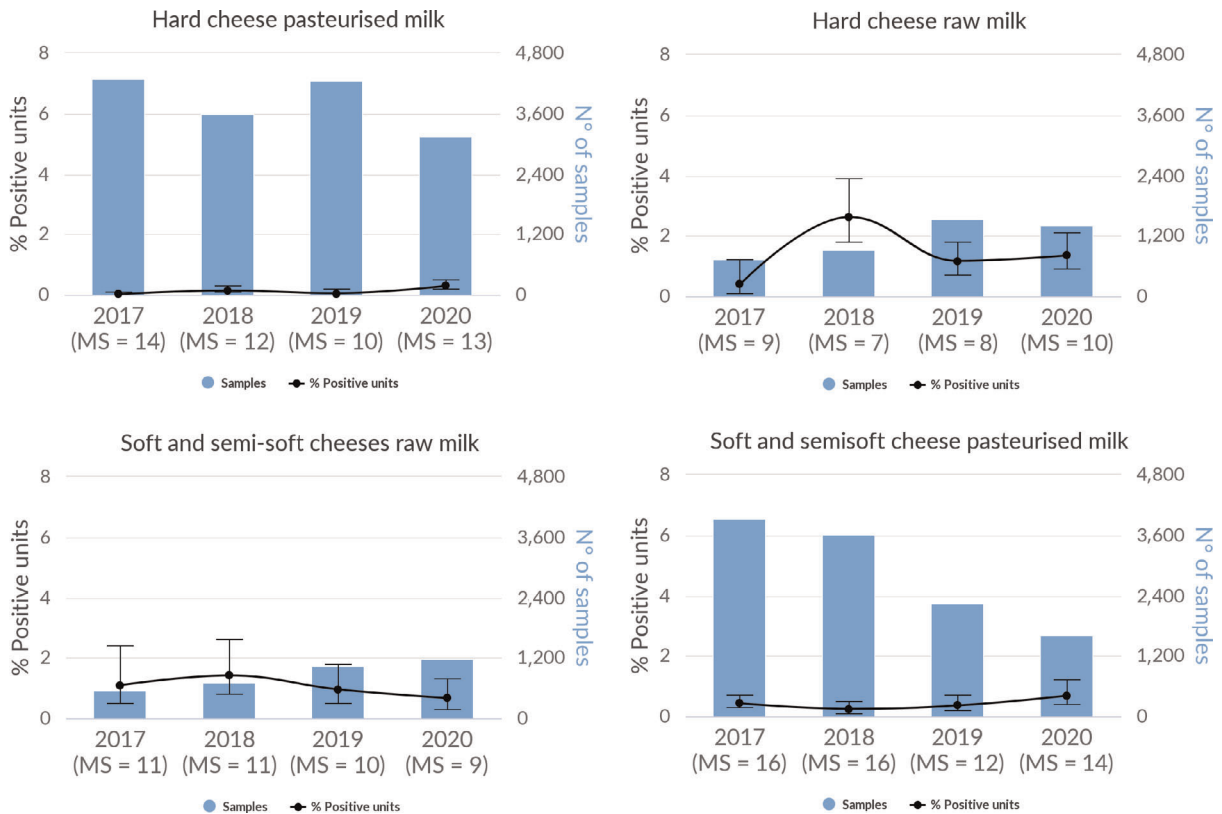 Hard cheese pasteurised milk
8
6
4
2
0
% Positive units
4,800
3,600
2,400
1,200
0
N° of samples
2017 2018 2019 2020
(MS = 14) (MS = 12) (MS = 10) (MS = 13)
Samples % Positive units
Hard cheese raw milk
8
6
4
2
0
% Positive units
4,800
3,600
2,400
1,200
0
N° of samples
2017 2018 2019 2020
(MS = 9) (MS = 7) (MS = 8) (MS = 10)
Samples % Positive units
Soft and semi-soft cheeses raw milk
8
6
4
2
0
% Positive units
4,800
3,600
2,400
1,200
0
N° of samples
2017 2018 2019 2020
(MS = 11) (MS = 11) (MS = 10) (MS = 9)
Samples % Positive units
Soft and semisoft cheese pasteurised milk
8
6
4
2
0
% Positive units
4,800
3,600
2,400
1,200
0
N° of samples
2017 2018 2019 2020
(MS = 16) (MS = 16) (MS = 12) (MS = 14)
Samples % Positive units